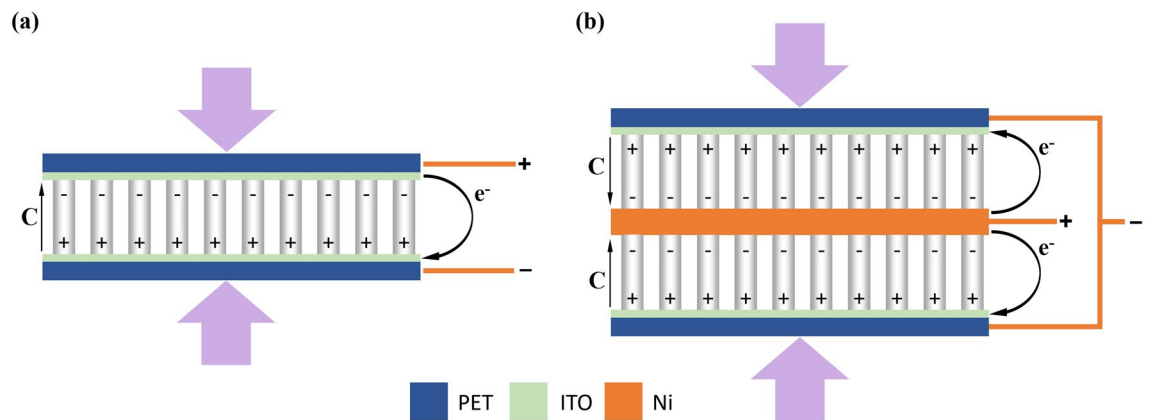 (a)
(b)
+
e⁻
- - - - - - - - - -
C
+ + + + + + + + + +
−
+ + + + + + + + + +
e⁻
C
- - - - - - - - - -
+
−
- - - - - - - - - -
e⁻
C
+ + + + + + + + + +
PET
ITO
Ni